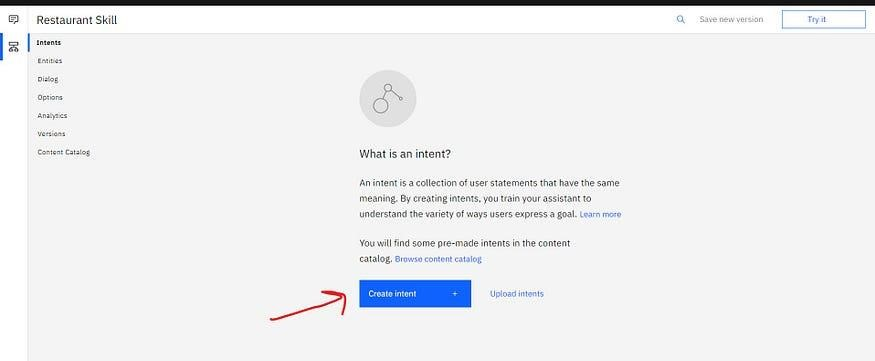 Restaurant Skill
Save new version
Try it
Intents
Entities
Dialog
Options
Analytics
Versions
Content Catalog
What is an intent?
An intent is a collection of user statements that have the same
meaning. By creating intents, you train your assistant to
understand the variety of ways users express a goal. Learn more
You will find some pre-made intents in the content
catalog. Browse content catalog
Create intent +
Upload intents